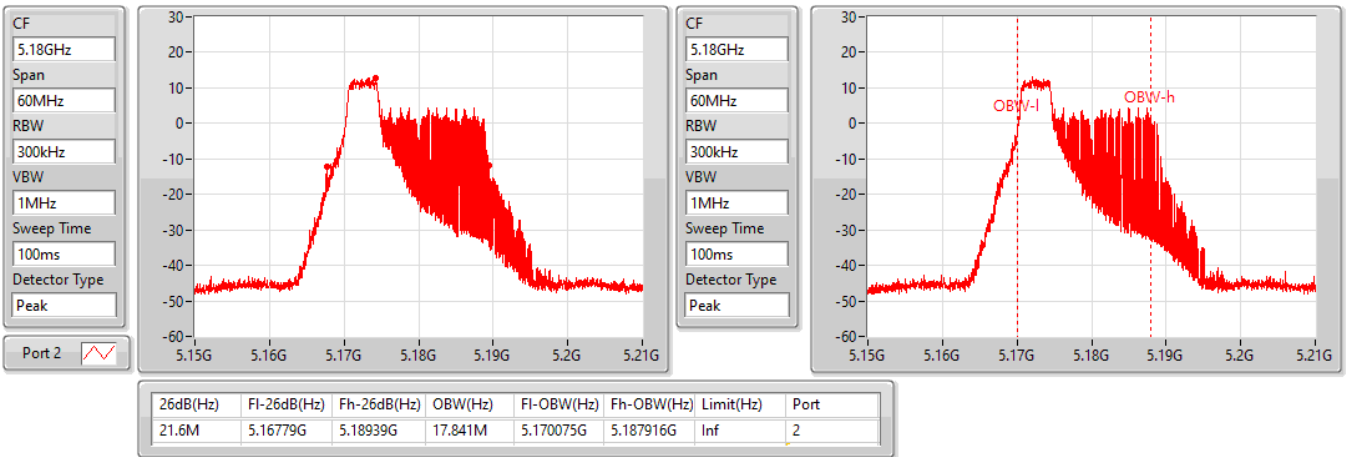 CF
5.18GHz
Span
60MHz
RBW
300kHz
VBW
1MHz
Sweep Time
100ms
Detector Type
Peak
Port 2
30
20
10
0
-10
-20
-30
-40
-50
-60
5.15G 5.16G 5.17G 5.18G 5.19G 5.2G 5.21G
CF
5.18GHz
Span
60MHz
RBW
300kHz
VBW
1MHz
Sweep Time
100ms
Detector Type
Peak
30
20
10
0
-10
-20
-30
-40
-50
-60
OBW-l
OBW-h
5.15G 5.16G 5.17G 5.18G 5.19G 5.2G 5.21G
26dB(Hz) Fl-26dB(Hz) Fh-26dB(Hz) OBW(Hz) Fl-OBW(Hz) Fh-OBW(Hz) Limit(Hz) Port
21.6M 5.16779G 5.18939G 17.841M 5.170075G 5.187916G Inf 2